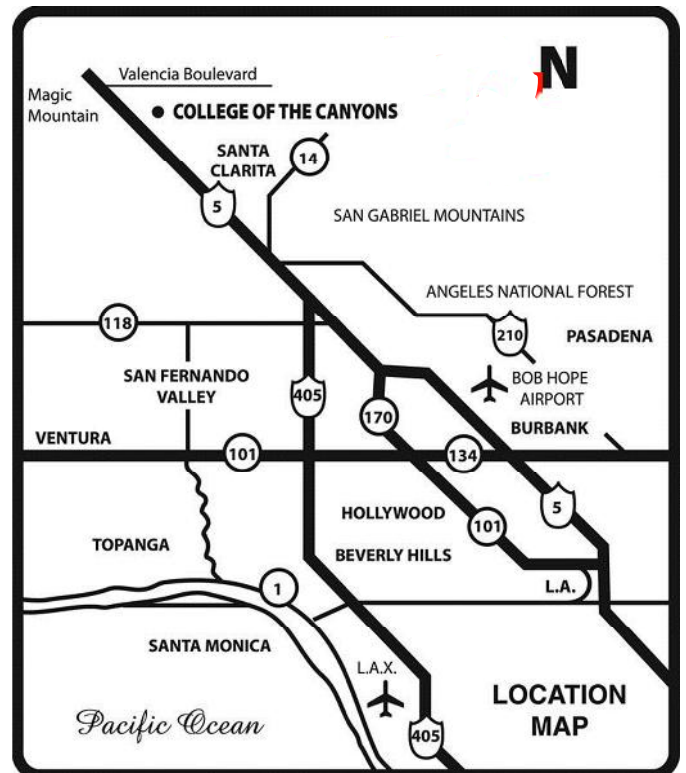 N
Valencia Boulevard
Magic
Mountain
COLLEGE OF THE CANYONS
SANTA
CLARITA
14
5
SAN GABRIEL MOUNTAINS
ANGELES NATIONAL FOREST
118
210
PASADENA
SAN FERNANDO
VALLEY
405
BOB HOPE
AIRPORT
170
BURBANK
VENTURA
101
134
5
HOLLYWOOD
101
TOPANGA
BEVERLY HILLS
1
L.A.
SANTA MONICA
L.A.X.
LOCATION
MAP
Pacific Ocean
405